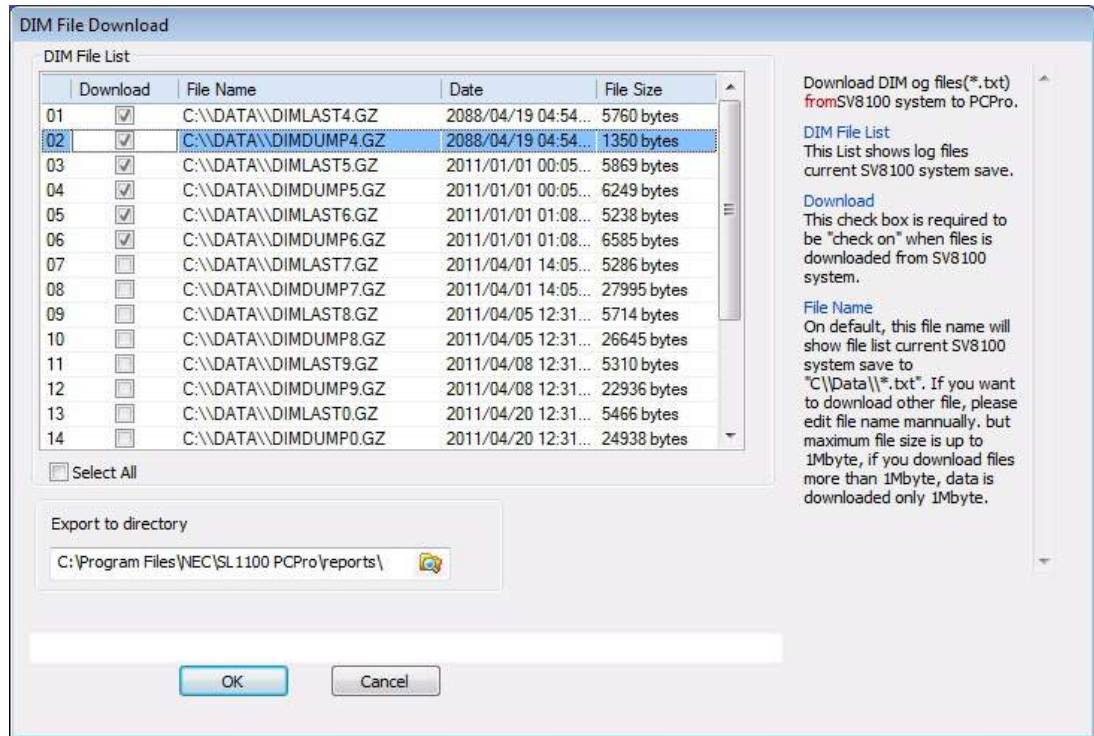 DIM File Download
DIM File List
Download File Name Date File Size
01 C:\\DATA\\DIMLAST4.GZ 2088/04/19 04:54... 5760 bytes
02 C:\\DATA\\DIMDUMP4.GZ 2088/04/19 04:54... 1350 bytes
03 C:\\DATA\\DIMLAST5.GZ 2011/01/01 00:05... 5869 bytes
04 C:\\DATA\\DIMDUMP5.GZ 2011/01/01 00:05... 6249 bytes
05 C:\\DATA\\DIMLAST6.GZ 2011/01/01 01:08... 5238 bytes
06 C:\\DATA\\DIMDUMP6.GZ 2011/01/01 01:08... 6585 bytes
07 C:\\DATA\\DIMLAST7.GZ 2011/04/01 14:05... 5286 bytes
08 C:\\DATA\\DIMDUMP7.GZ 2011/04/01 14:05... 27995 bytes
09 C:\\DATA\\DIMLAST8.GZ 2011/04/05 12:31... 5714 bytes
10 C:\\DATA\\DIMDUMP8.GZ 2011/04/05 12:31... 26645 bytes
11 C:\\DATA\\DIMLAST9.GZ 2011/04/08 12:31... 5310 bytes
12 C:\\DATA\\DIMDUMP9.GZ 2011/04/08 12:31... 22936 bytes
13 C:\\DATA\\DIMLAST0.GZ 2011/04/20 12:31... 5466 bytes
14 C:\\DATA\\DIMDUMP0.GZ 2011/04/20 12:31... 24938 bytes
Select All
Export to directory
C:\Program Files\NEC\SL1100 PCPro\reports\
OK Cancel
Download DIM og files(*.txt)
fromSV8100 system to PCPro.
DIM File List
This List shows log files
current SV8100 system save.
Download
This check box is required to
be "check on" when files is
downloaded from SV8100
system.
File Name
On default, this file name will
show file list current SV8100
system save to
"C\\Data\\*.txt". If you want
to download other file, please
edit file name mannually. but
maximum file size is up to
1Mbyte, if you download files
more than 1Mbyte, data is
downloaded only 1Mbyte.